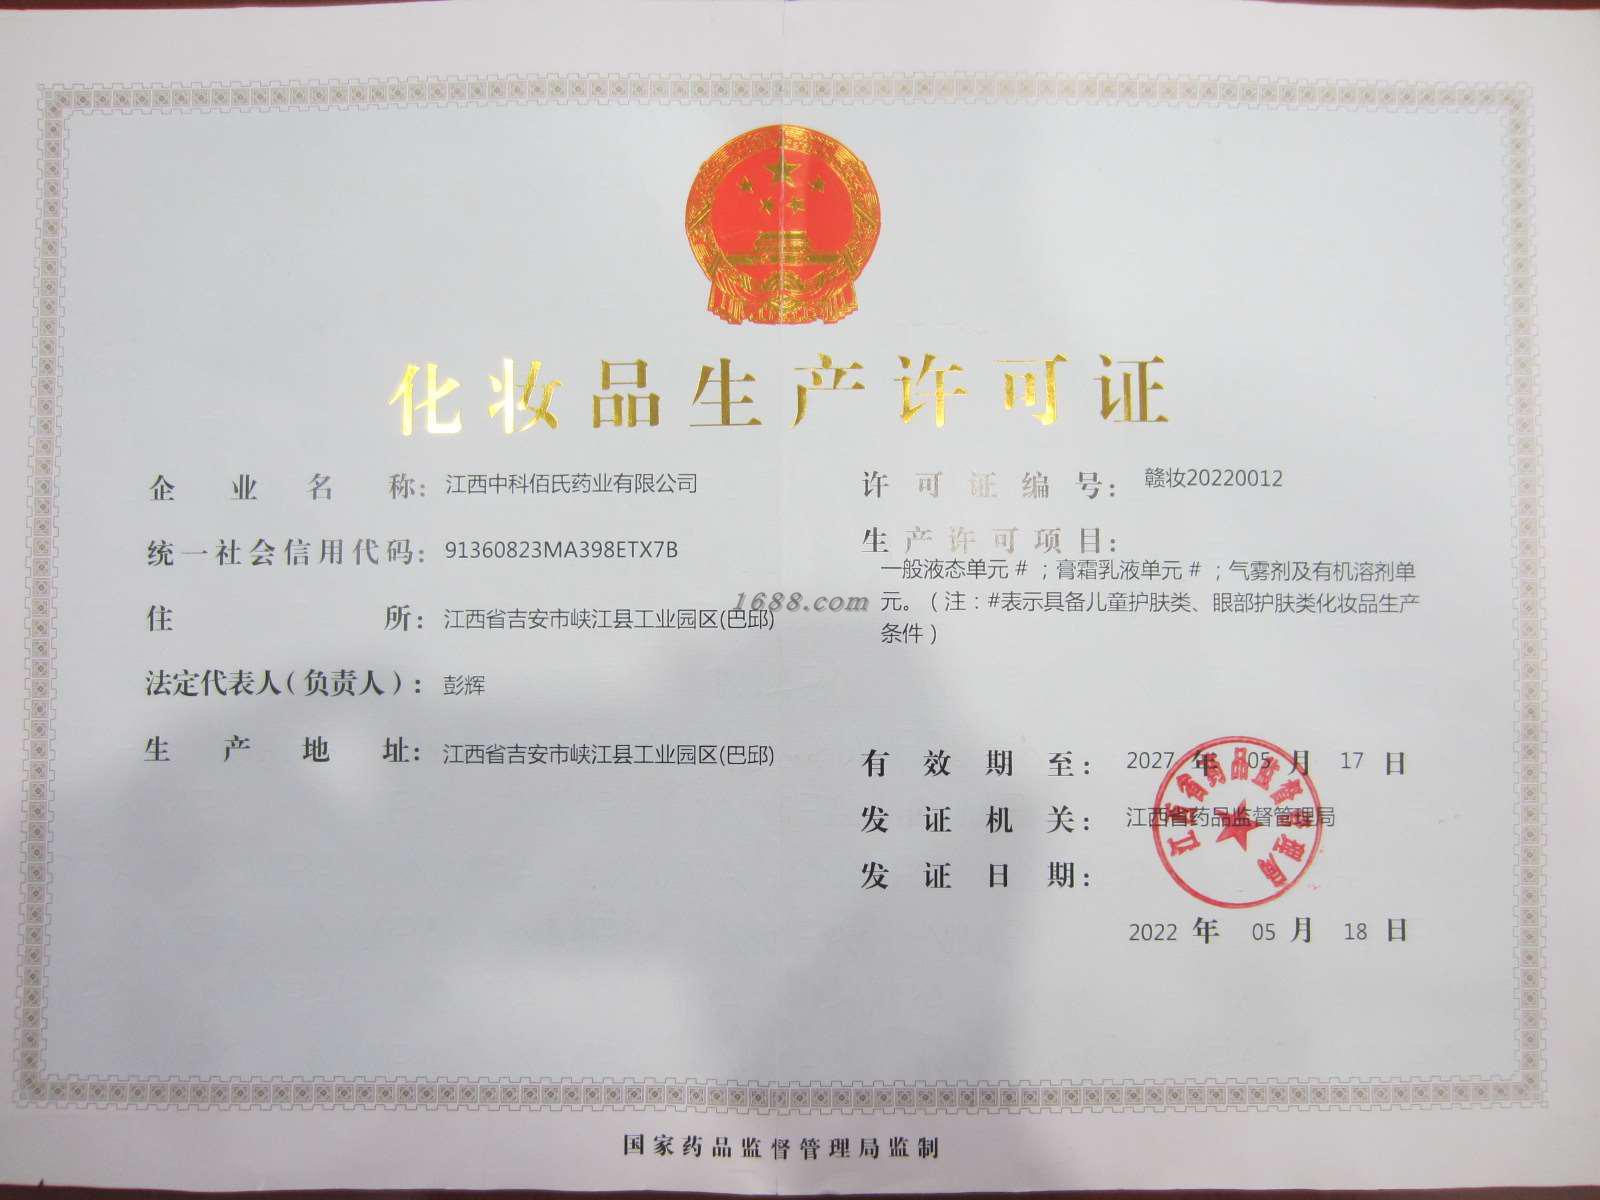 化妆品生产许可证
企业名称：江西中科佰氏药业有限公司
统一社会信用代码：91360823MA398ETX7B
住所：江西省吉安市峡江县工业园区(巴邱)
法定代表人(负责人)：彭辉
生产地址：江西省吉安市峡江县工业园区(巴邱)
许可证编号：赣妆20220012
生产许可项目：
一般液态单元#；膏霜乳液单元#；气雾剂及有机溶剂单
元。（注：#表示具备儿童护肤类、眼部护肤类化妆品生产
条件）
1688.com
有效期至：2027年05月17日
发证机关：江西省药品监督管理局
发证日期：
2022年05月18日
江西省药品监督管理局
国家药品监督管理局监制